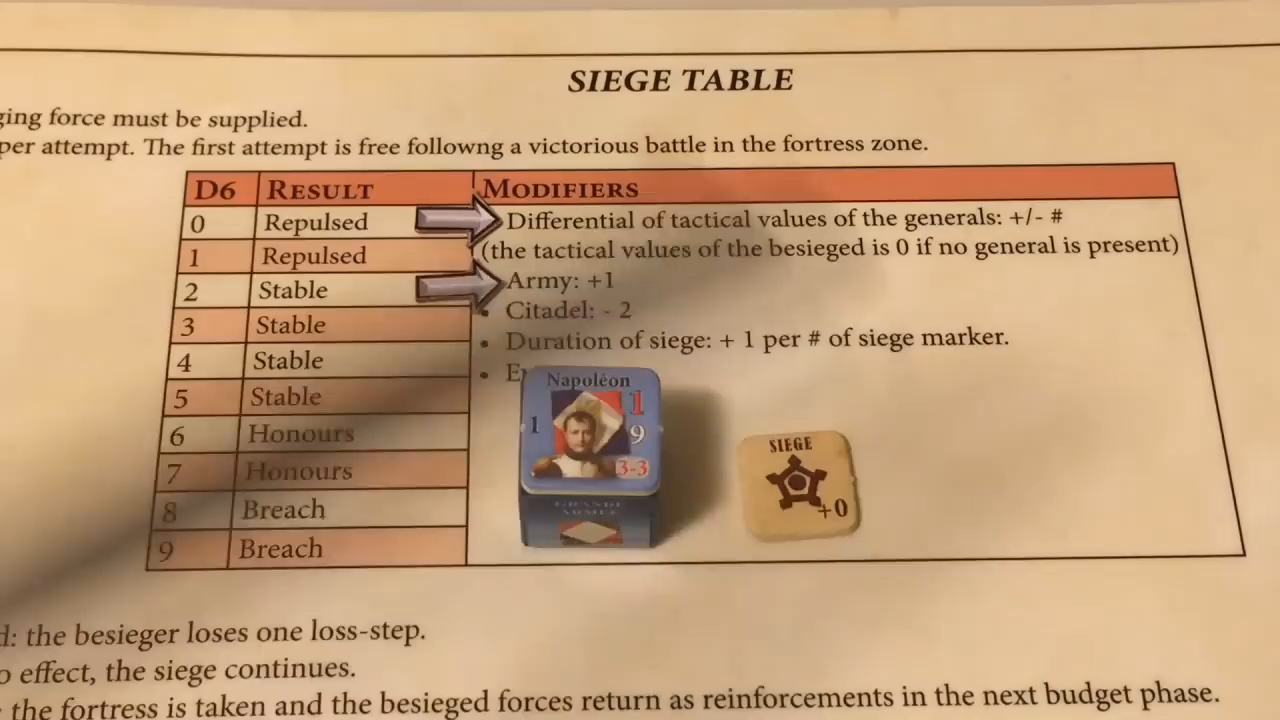 SIEGE TABLE
ging force must be supplied.
per attempt. The first attempt is free followng a victorious battle in the fortress zone.
D6 RESULT MODIFIERS
0 Repulsed Differential of tactical values of the generals: +/- #
1 Repulsed (the tactical values of the besieged is 0 if no general is present)
2 Stable Army: +1
• Citadel: - 2
3 Stable • Duration of siege: + 1 per # of siege marker.
4 Stable
5 Stable
6 Honours
7 Honours
8 Breach
9 Breach
Napoléon
1
1
9
3-3
GRANDE
ARMÉE
SIEGE
+0
d: the besieger loses one loss-step.
o effect, the siege continues.
the fortress is taken and the besieged forces return as reinforcements in the next budget phase.